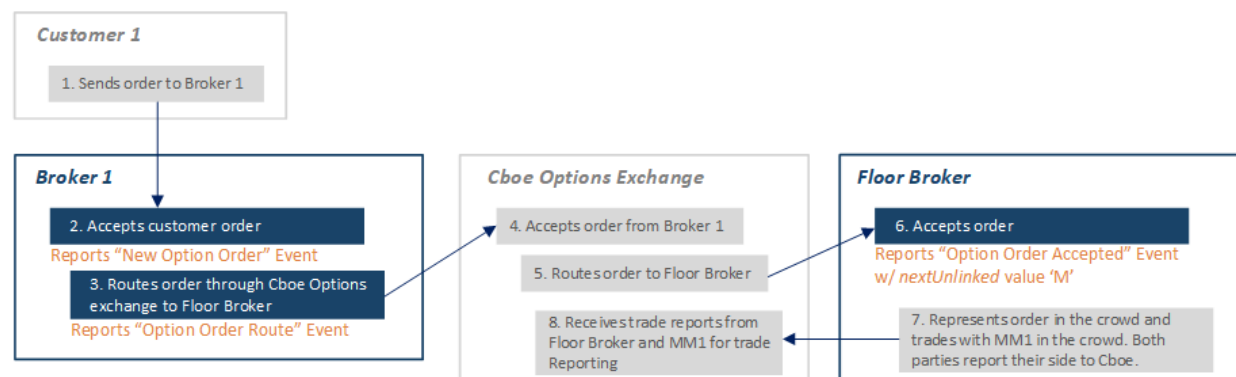 Customer 1
1. Sends order to Broker 1
Broker 1
2. Accepts customer order
Reports “New Option Order” Event
3. Routes order through Cboe Options
exchange to Floor Broker
Reports “Option Order Route” Event
Cboe Options Exchange
4. Accepts order from Broker 1
5. Routes order to Floor Broker
8. Receives trade reports from
Floor Broker and MM1 for trade
Reporting
Floor Broker
6. Accepts order
Reports “Option Order Accepted” Event
w/ nextUnlinked value ‘M’
7. Represents order in the crowd and
trades with MM1 in the crowd. Both
parties report their side to Cboe.